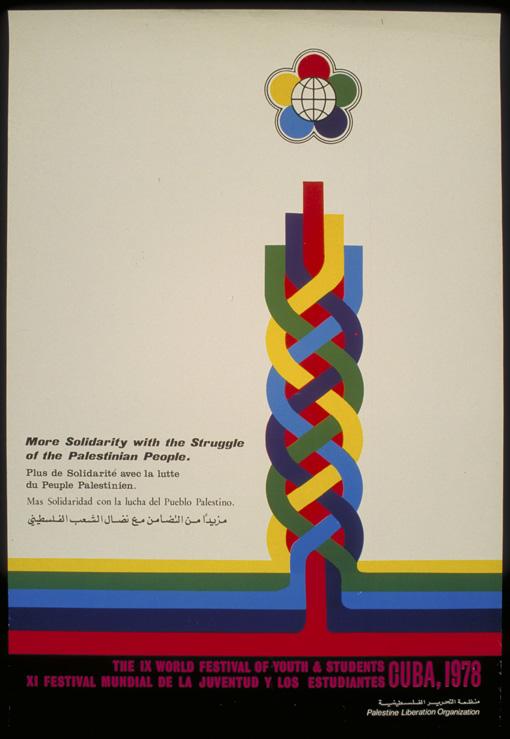 More Solidarity with the Struggle
of the Palestinian People.
Plus de Solidarité avec la lutte
du Peuple Palestinien.
Mas Solidaridad con la lucha del Pueblo Palestino.
مزيداً من التضامن مع نضال الشعب الفلسطيني
THE IX WORLD FESTIVAL OF YOUTH & STUDENTS
XI FESTIVAL MUNDIAL DE LA JUVENTUD Y LOS ESTUDIANTES
CUBA, 1978
منظمة التحرير الفلسطينية
Palestine Liberation Organization